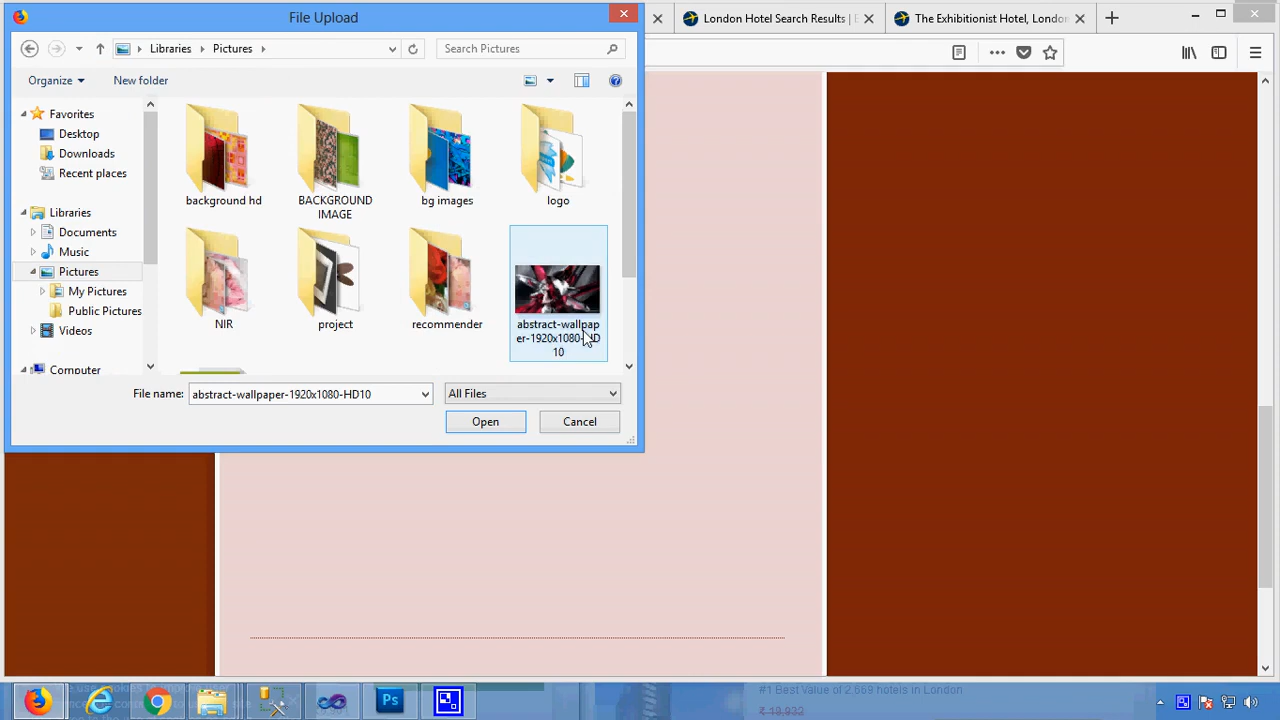 File Upload
London Hotel Search Results | E
The Exhibitionist Hotel, Londo
Libraries
Pictures
Search Pictures
Organize
New folder
Favorites
Desktop
Downloads
Recent places
Libraries
Documents
Music
Pictures
My Pictures
Public Pictures
Videos
Computer
background hd
BACKGROUND
IMAGE
bg images
logo
NIR
project
recommender
abstract-wallpap
er-1920x1080-HD
10
File name:
abstract-wallpaper-1920x1080-HD10
All Files
Open
Cancel
Ps
#1 Best Value of 2,669 hotels in London
₹ 19,932